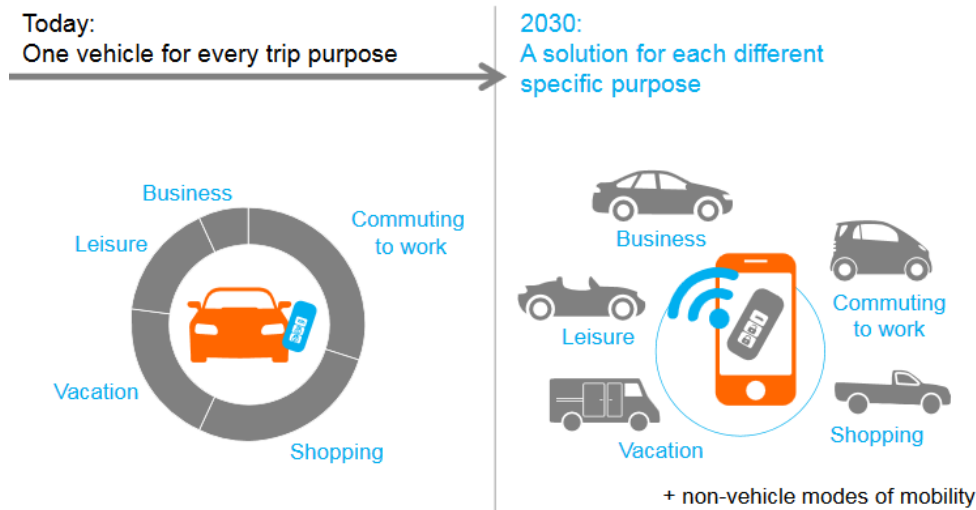 Today:
One vehicle for every trip purpose
2030:
A solution for each different
specific purpose
Business
Leisure
Commuting
to work
Vacation
Shopping
Business
Leisure
Commuting
to work
Vacation
Shopping
+ non-vehicle modes of mobility